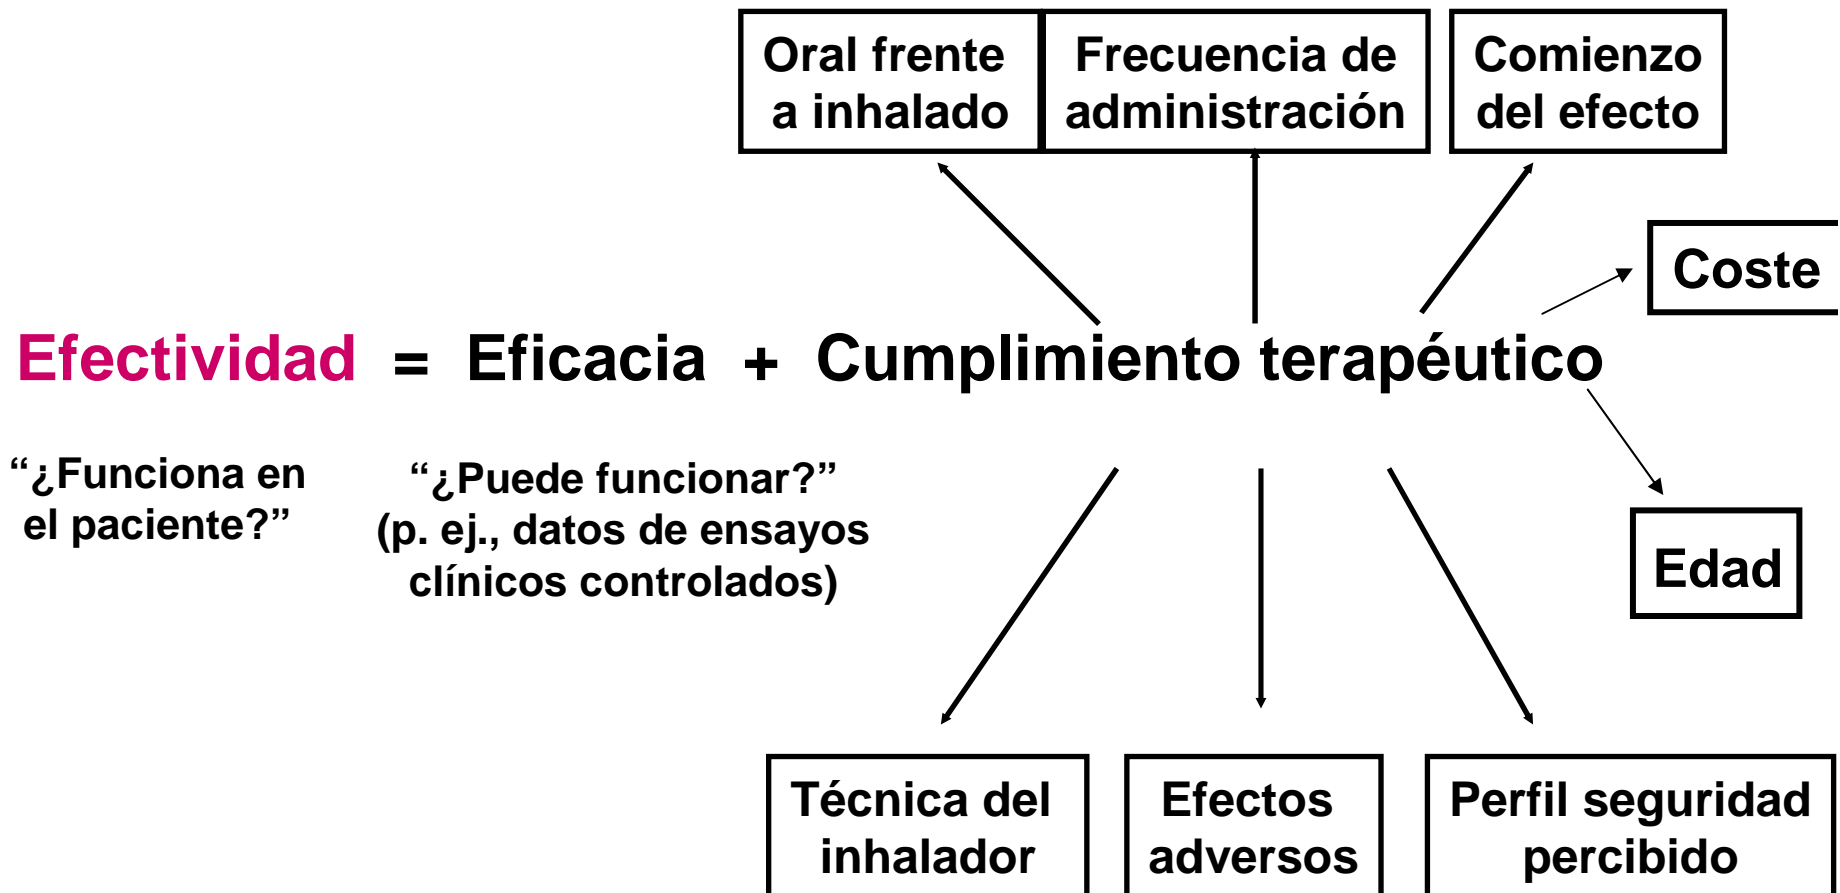 Oral frente
a inhalado
Frecuencia de
administración
Comienzo
del efecto
Coste
Efectividad = Eficacia + Cumplimiento terapéutico
“¿Funciona en
el paciente?”
“¿Puede funcionar?”
(p. ej., datos de ensayos
clínicos controlados)
Edad
Técnica del
inhalador
Efectos
adversos
Perfil seguridad
percibido